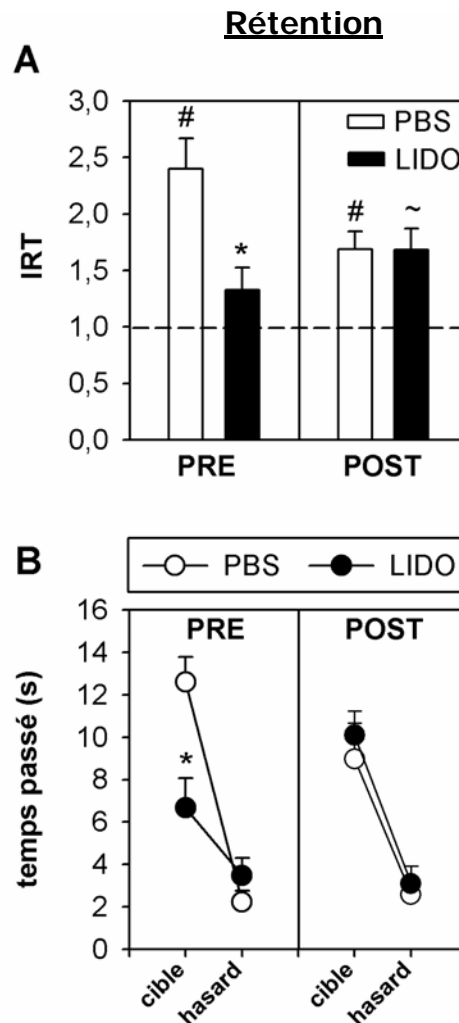 Rétention
A
3,0
2,5
2,0
1,5
1,0
0,5
0,0
IRT
# * # ~
PBS
LIDO
PRE POST
B
PBS LIDO
16
14
12
10
8
6
4
2
0
temps passé (s)
PRE POST
*
cible hasard cible hasard